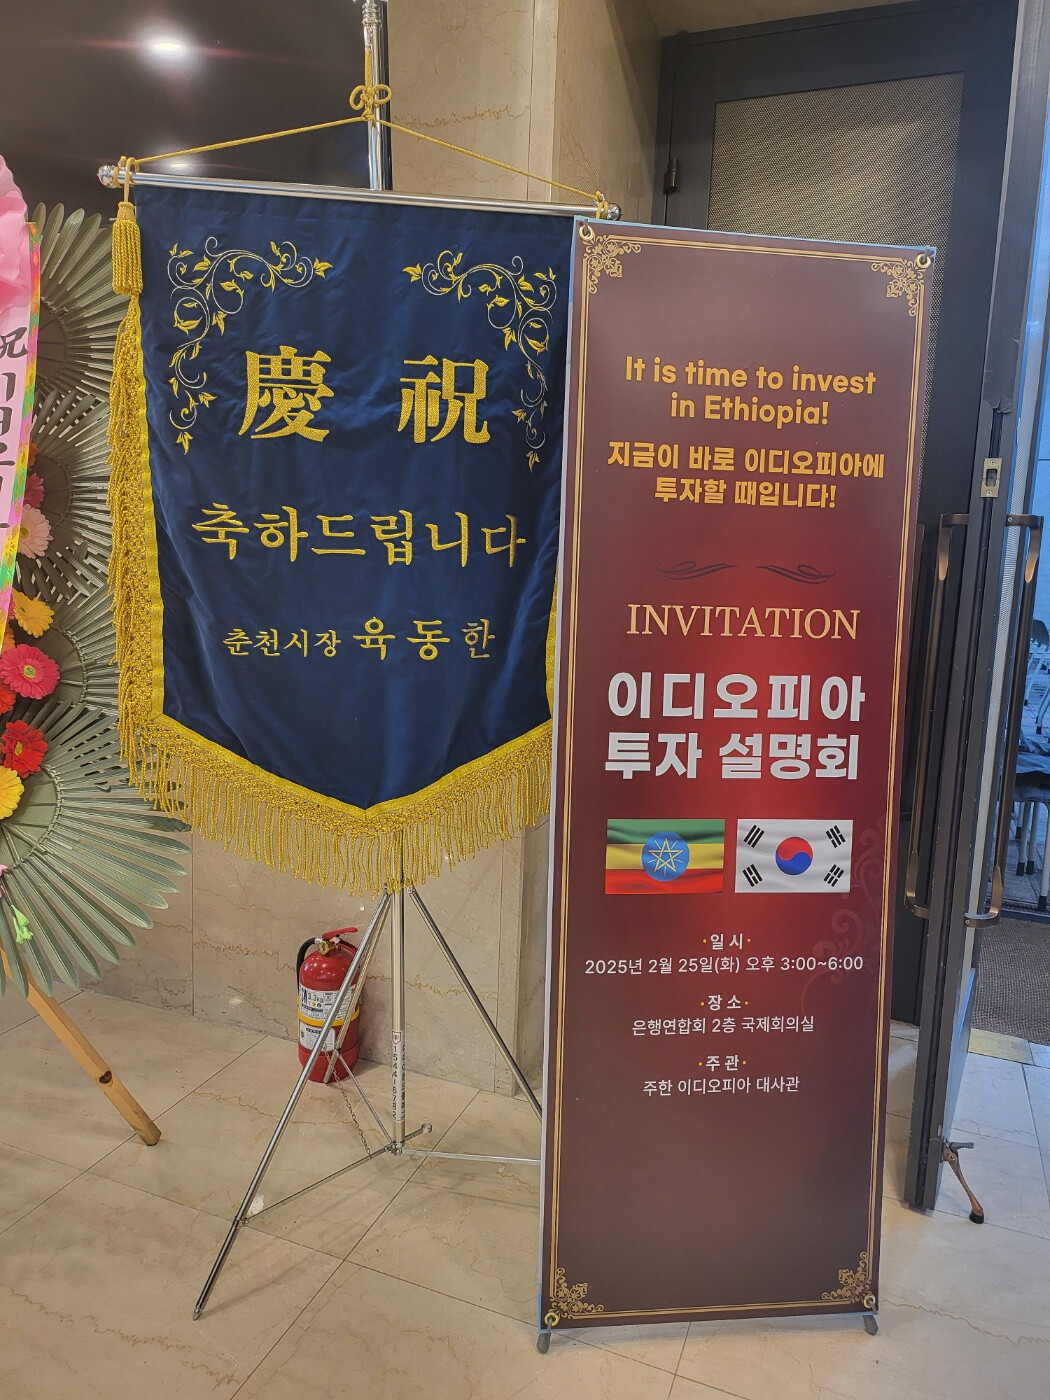 慶 祝
축하드립니다
춘천시장 육동한
It is time to invest
in Ethiopia!
지금이 바로 이디오피아에
투자할 때입니다!
INVITATION
이디오피아
투자 설명회
·일 시·
2025년 2월 25일(화) 오후 3:00~6:00
·장 소·
은행연합회 2층 국제회의실
·주 관·
주한 이디오피아 대사관
祝
3.3kg